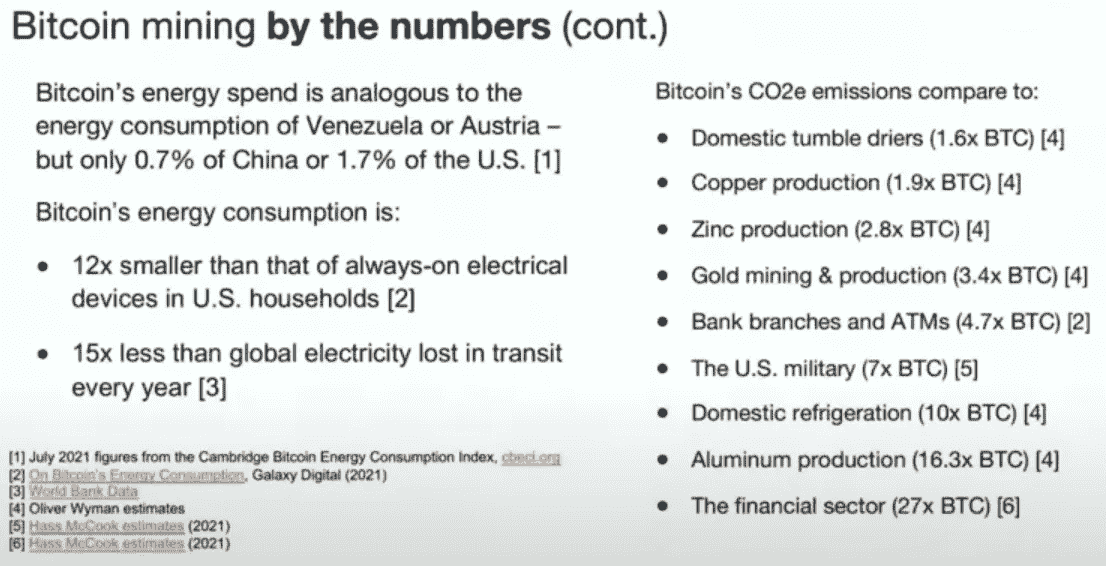 Bitcoin mining by the numbers (cont.)
Bitcoin's energy spend is analogous to the
energy consumption of Venezuela or Austria –
but only 0.7% of China or 1.7% of the U.S. [1]
Bitcoin's energy consumption is:
● 12x smaller than that of always-on electrical
devices in U.S. households [2]
● 15x less than global electricity lost in transit
every year [3]
[1] July 2021 figures from the Cambridge Bitcoin Energy Consumption Index, cbeci.org
[2] On Bitcoin's Energy Consumption, Galaxy Digital (2021)
[3] World Bank Data
[4] Oliver Wyman estimates
[5] Hass McCook estimates (2021)
[6] Hass McCook estimates (2021)
Bitcoin's CO2e emissions compare to:
● Domestic tumble driers (1.6x BTC) [4]
● Copper production (1.9x BTC) [4]
● Zinc production (2.8x BTC) [4]
● Gold mining & production (3.4x BTC) [4]
● Bank branches and ATMs (4.7x BTC) [2]
● The U.S. military (7x BTC) [5]
● Domestic refrigeration (10x BTC) [4]
● Aluminum production (16.3x BTC) [4]
● The financial sector (27x BTC) [6]